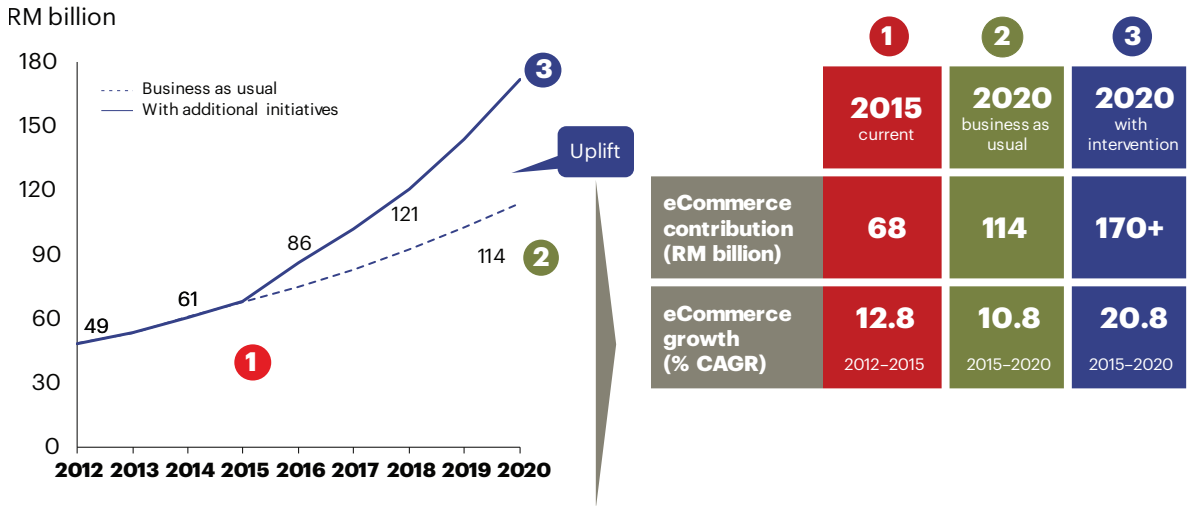 RM billion
180
150
120
90
60
30
0
Business as usual
With additional initiatives
49
61
86
121
114
1
2
3
Uplift
2012 2013 2014 2015 2016 2017 2018 2019 2020
1 2 3
2015
current
2020
business as
usual
2020
with
intervention
eCommerce
contribution
(RM billion)
68 114 170+
eCommerce
growth
(% CAGR)
12.8 10.8 20.8
2012–2015 2015–2020 2015–2020